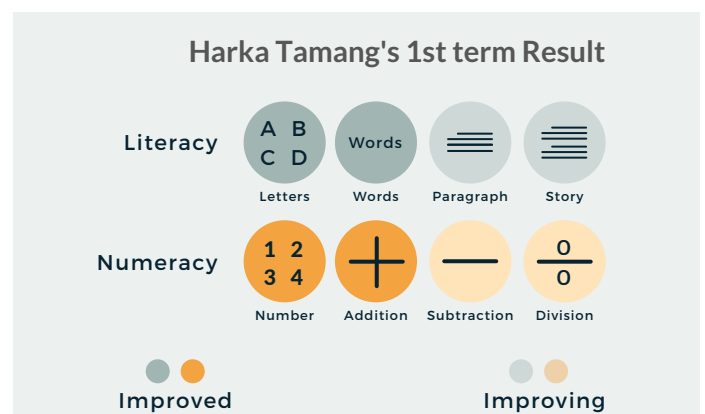 Harka Tamang's 1st term Result
Literacy
A B
C D
Words
Letters
Words
Paragraph
Story
Numeracy
1 2
3 4
0
0
Number
Addition
Subtraction
Division
Improved
Improving